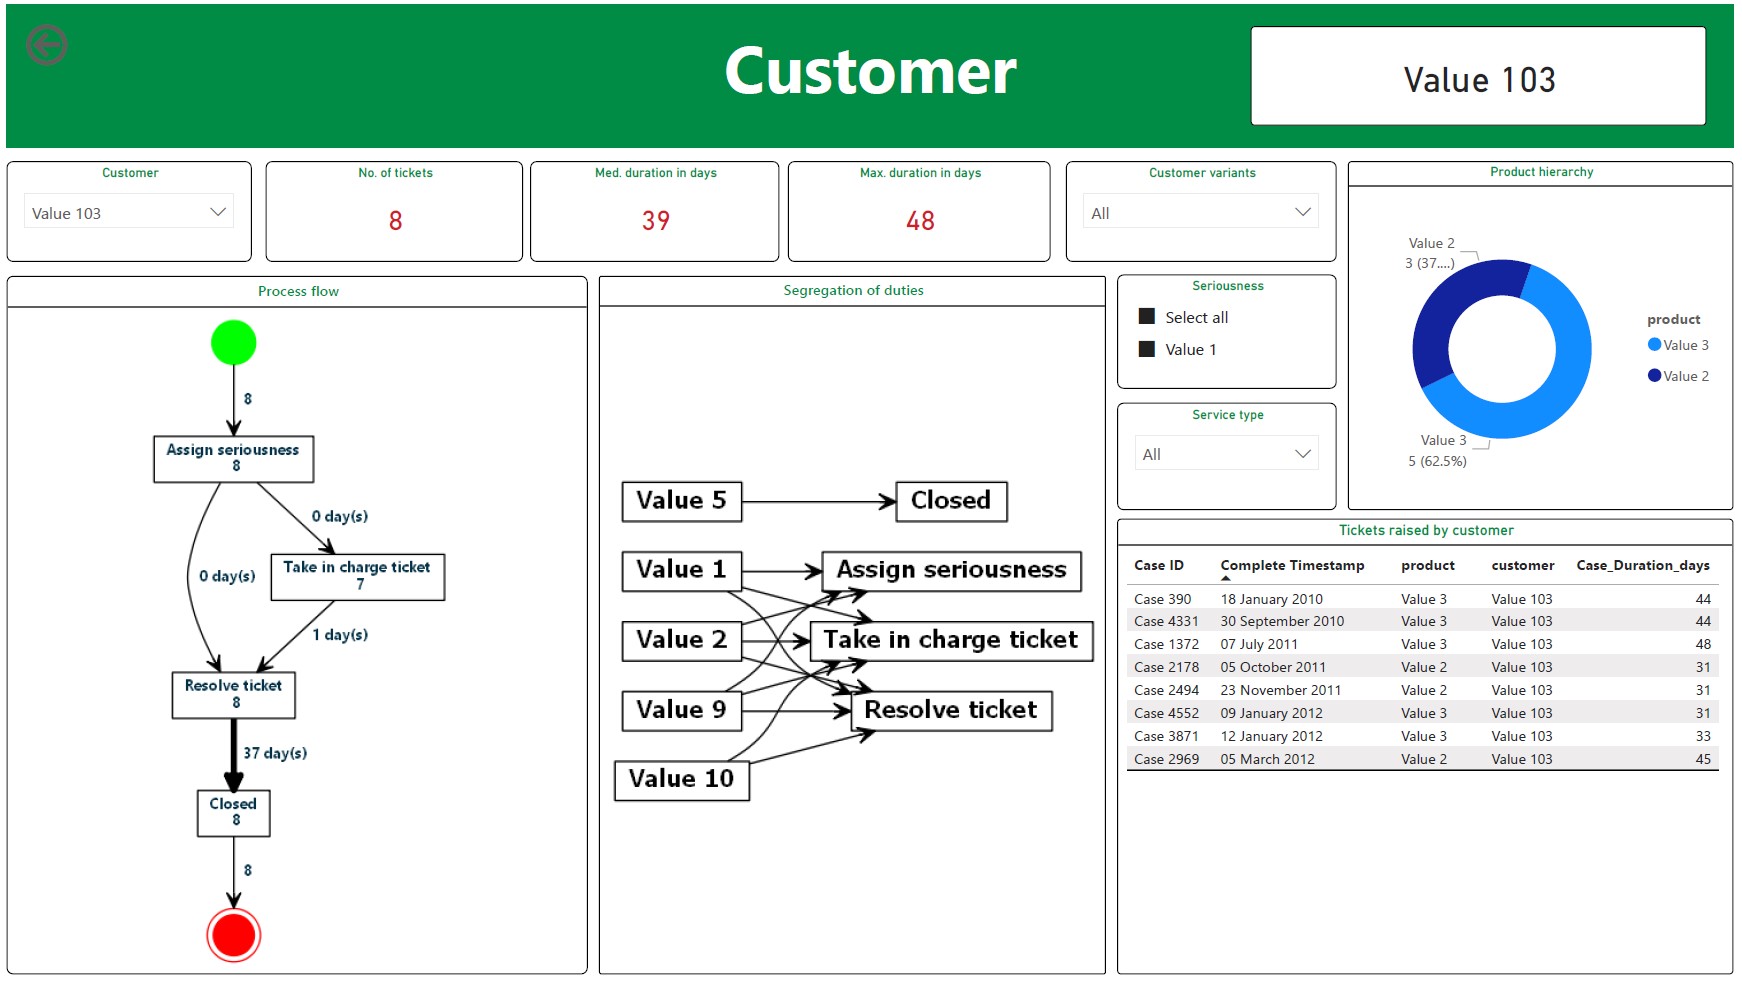 Customer
Value 103
Customer
Value 103
No. of tickets
8
Med. duration in days
39
Max. duration in days
48
Customer variants
All
Product hierarchy
Value 2
3 (37....)
Value 3
5 (62.5%)
product
Value 3
Value 2
Process flow
8
Assign seriousness
8
0 day(s)
0 day(s)
Take in charge ticket
7
1 day(s)
Resolve ticket
8
37 day(s)
Closed
8
8
Segregation of duties
Value 5
Closed
Value 1
Assign seriousness
Value 2
Take in charge ticket
Value 9
Resolve ticket
Value 10
Seriousness
Select all
Value 1
Service type
All
Tickets raised by customer
Case ID Complete Timestamp product customer Case_Duration_days
Case 390 18 January 2010 Value 3 Value 103 44
Case 4331 30 September 2010 Value 3 Value 103 44
Case 1372 07 July 2011 Value 3 Value 103 48
Case 2178 05 October 2011 Value 2 Value 103 31
Case 2494 23 November 2011 Value 2 Value 103 31
Case 4552 09 January 2012 Value 3 Value 103 31
Case 3871 12 January 2012 Value 3 Value 103 33
Case 2969 05 March 2012 Value 2 Value 103 45